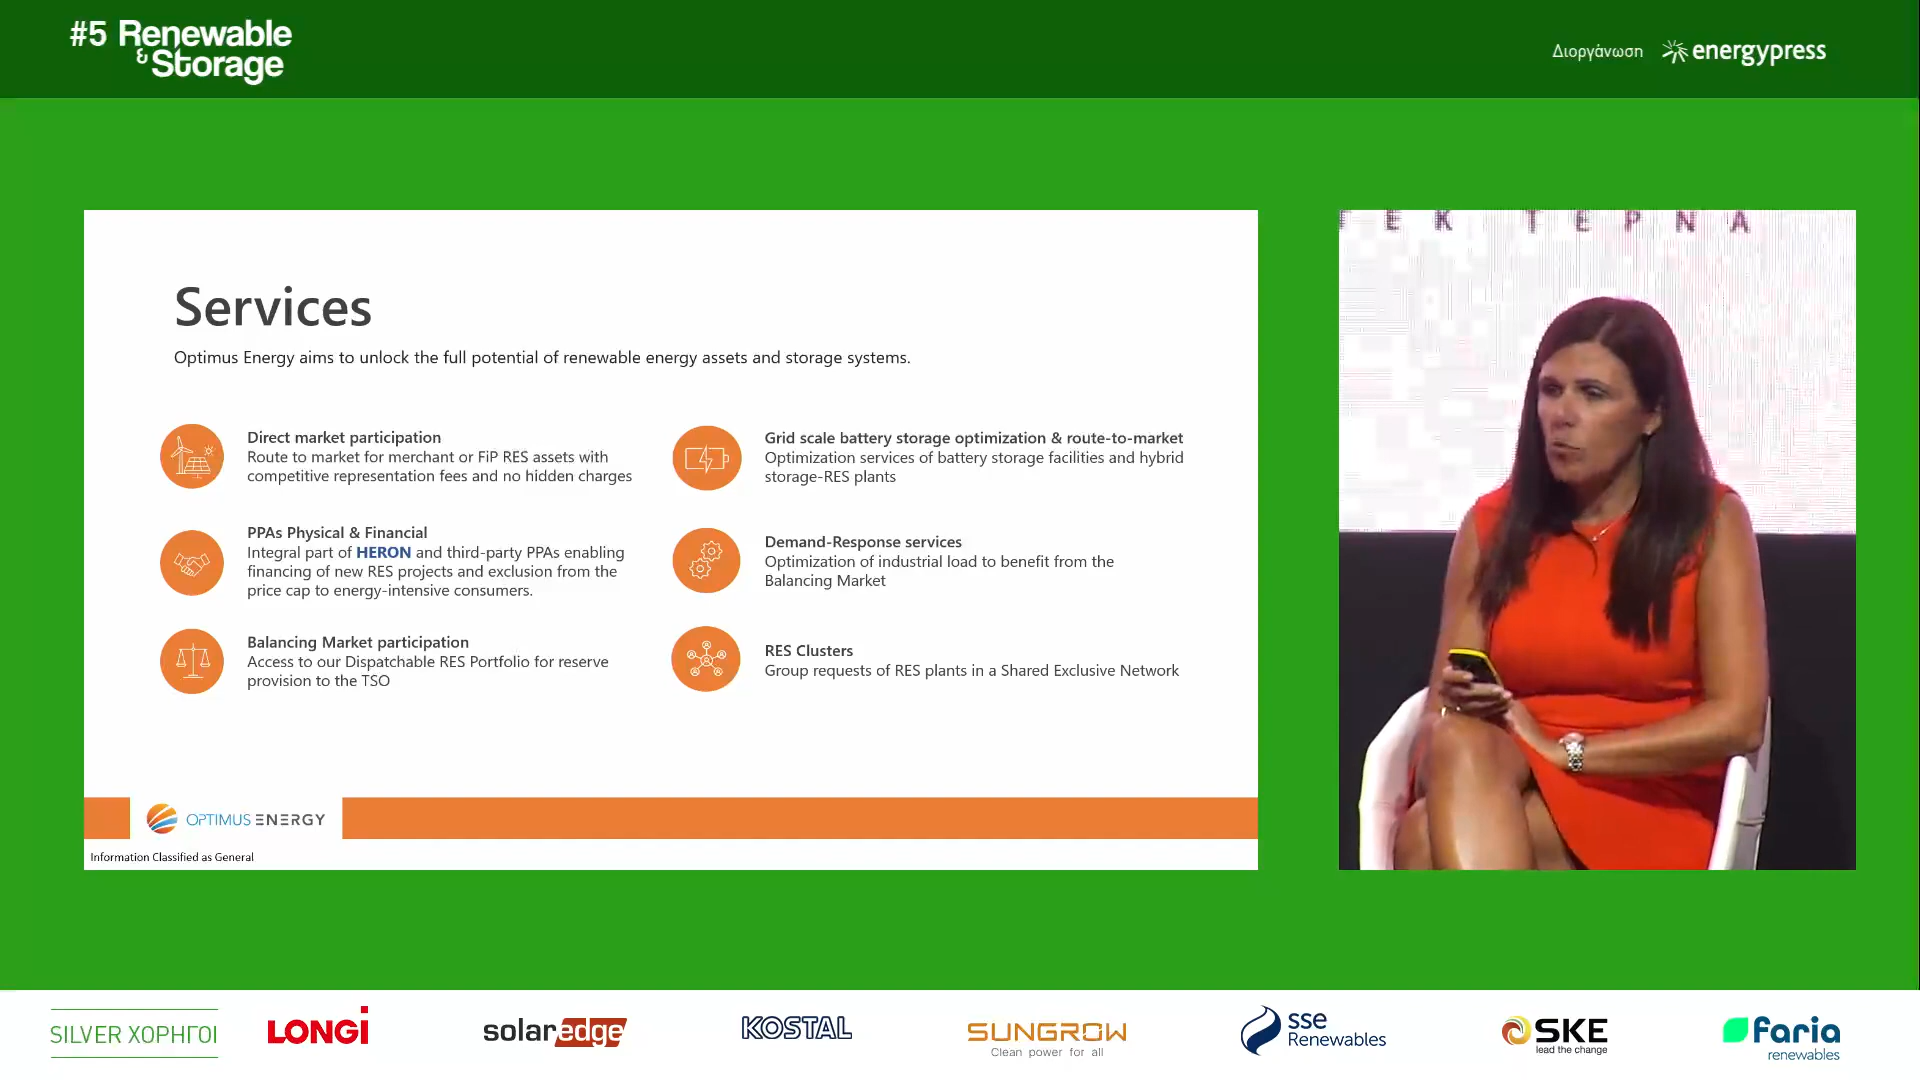 #5 Renewable
& Storage
Διοργάνωση energypress
ΓΕΚ ΤΕΡΝΑ
Services
Optimus Energy aims to unlock the full potential of renewable energy assets and storage systems.
Direct market participation
Route to market for merchant or FiP RES assets with
competitive representation fees and no hidden charges
PPAs Physical & Financial
Integral part of HERON and third-party PPAs enabling
financing of new RES projects and exclusion from the
price cap to energy-intensive consumers.
Balancing Market participation
Access to our Dispatchable RES Portfolio for reserve
provision to the TSO
Grid scale battery storage optimization & route-to-market
Optimization services of battery storage facilities and hybrid
storage-RES plants
Demand-Response services
Optimization of industrial load to benefit from the
Balancing Market
RES Clusters
Group requests of RES plants in a Shared Exclusive Network
OPTIMUS ENERGY
Information Classified as General
SILVER ΧΟΡΗΓΟΙ
LONGi
solaredge
KOSTAL
SUNGROW
Clean power for all
sse
Renewables
SKE
lead the change
faria
renewables